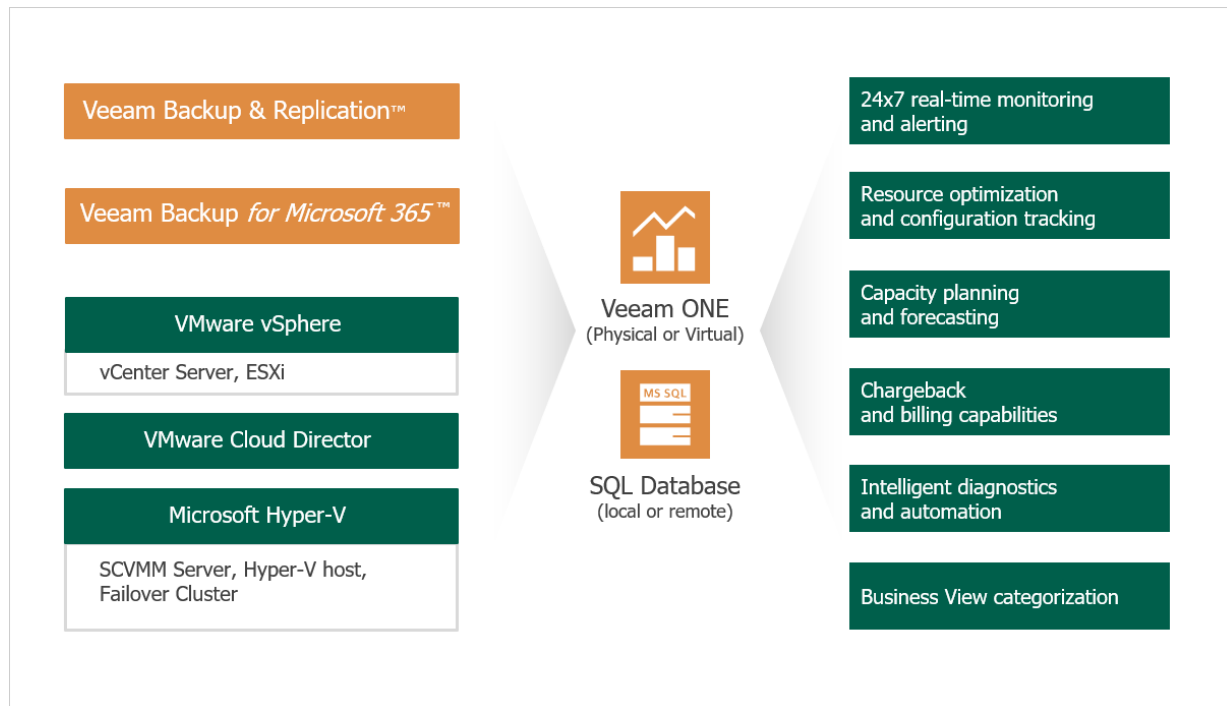 Veeam Backup & Replication™
Veeam Backup for Microsoft 365™
VMware vSphere
vCenter Server, ESXi
VMware Cloud Director
Microsoft Hyper-V
SCVMM Server, Hyper-V host,
Failover Cluster
Veeam ONE
(Physical or Virtual)
MS SQL
SQL Database
(local or remote)
24x7 real-time monitoring
and alerting
Resource optimization
and configuration tracking
Capacity planning
and forecasting
Chargeback
and billing capabilities
Intelligent diagnostics
and automation
Business View categorization